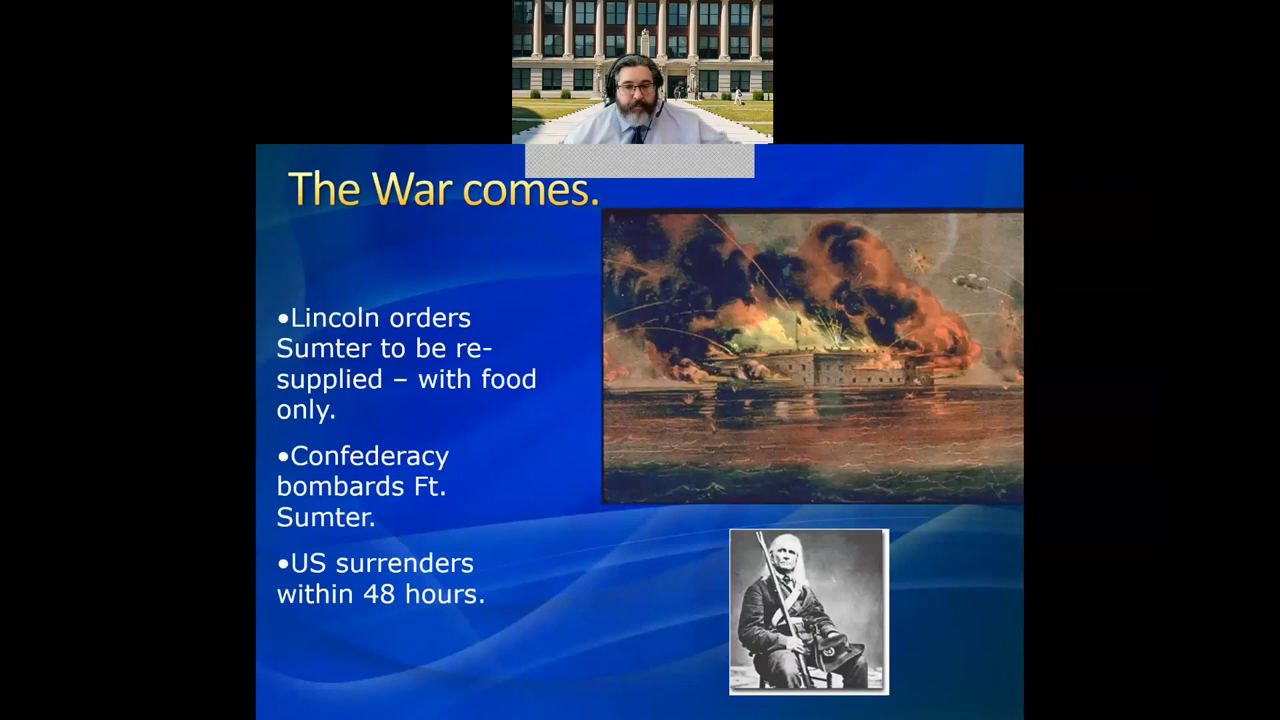 The War comes.
•Lincoln orders
Sumter to be re-
supplied – with food
only.
•Confederacy
bombards Ft.
Sumter.
•US surrenders
within 48 hours.